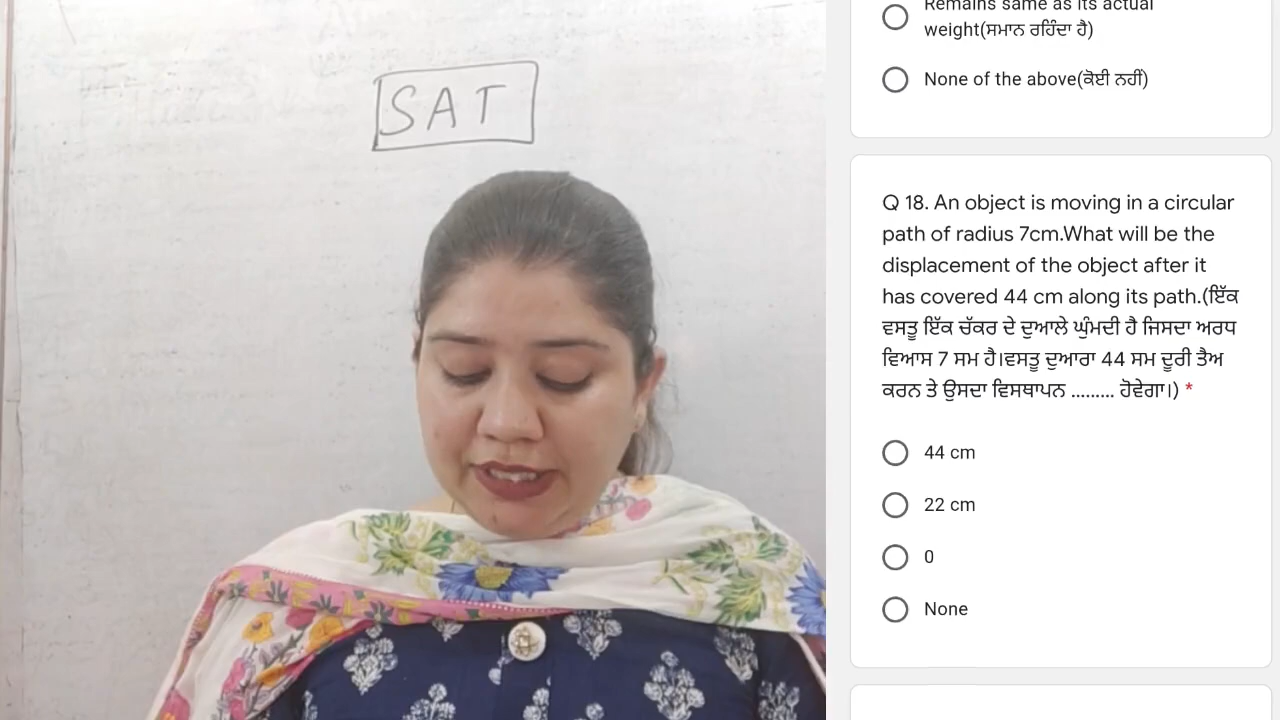 SAT
Remains same as its actual
weight(ਸਮਾਨ ਰਹਿੰਦਾ ਹੈ)
None of the above(ਕੋਈ ਨਹੀਂ)
Q 18. An object is moving in a circular
path of radius 7cm.What will be the
displacement of the object after it
has covered 44 cm along its path.(ਇੱਕ
ਵਸਤੂ ਇੱਕ ਚੱਕਰ ਦੇ ਦੁਆਲੇ ਘੁੰਮਦੀ ਹੈ ਜਿਸਦਾ ਅਰਧ
ਵਿਆਸ 7 ਸਮ ਹੈ।ਵਸਤੂ ਦੁਆਰਾ 44 ਸਮ ਦੂਰੀ ਤੈਅ
ਕਰਨ ਤੇ ਉਸਦਾ ਵਿਸਥਾਪਨ ......... ਹੋਵੇਗਾ।) *
44 cm
22 cm
0
None